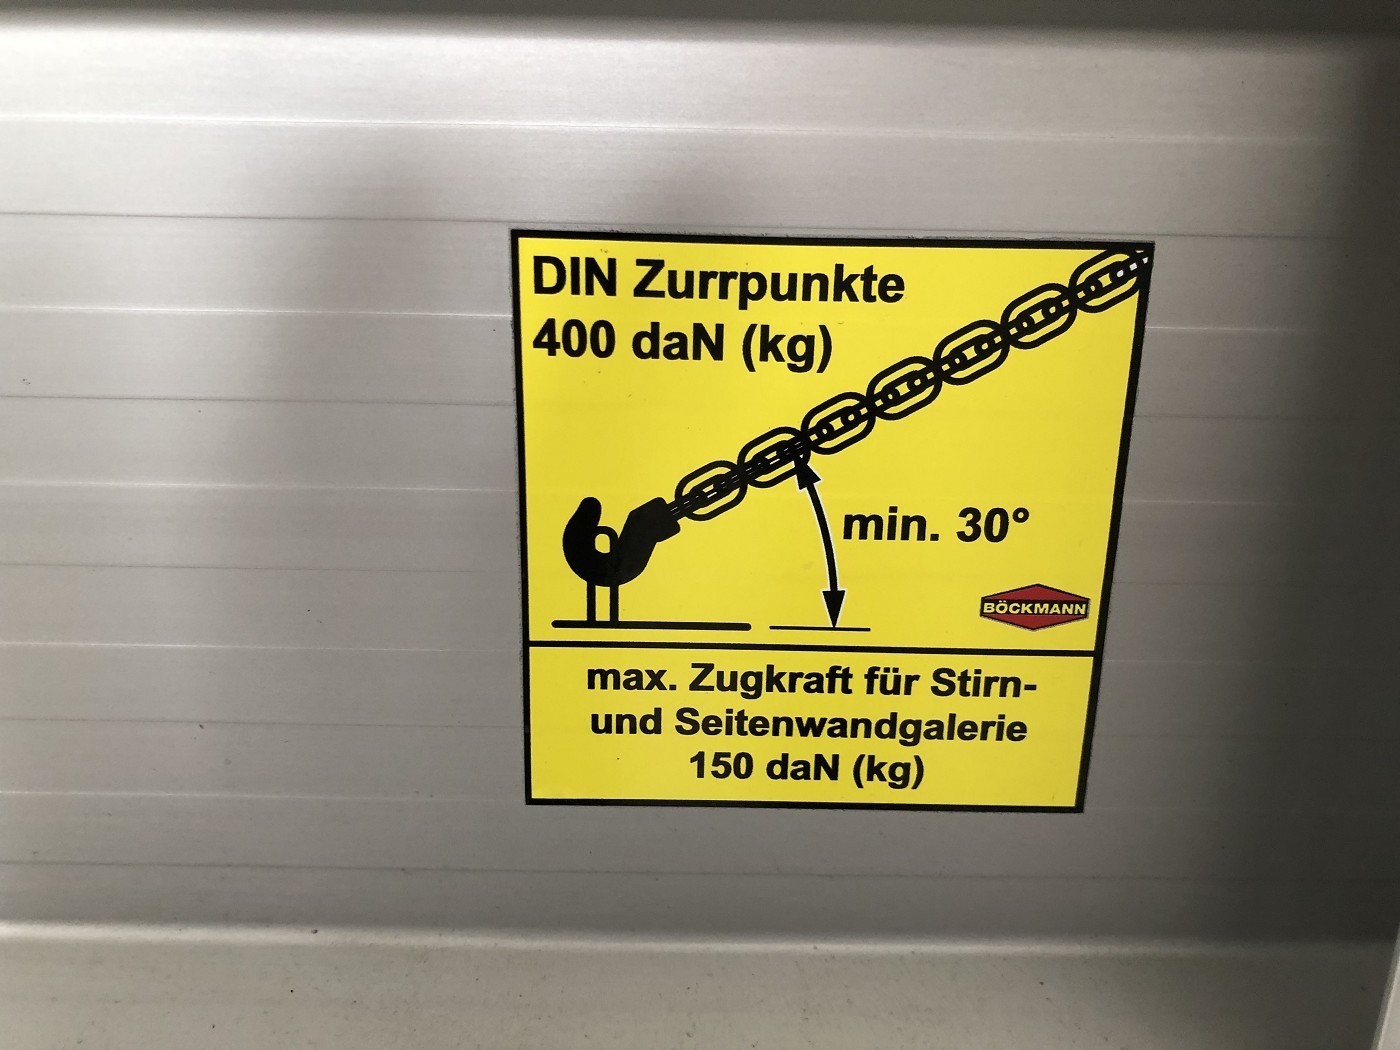 DIN Zurrpunkte
400 daN (kg)
min. 30°
BÖCKMANN
max. Zugkraft für Stirn-
und Seitenwandgalerie
150 daN (kg)